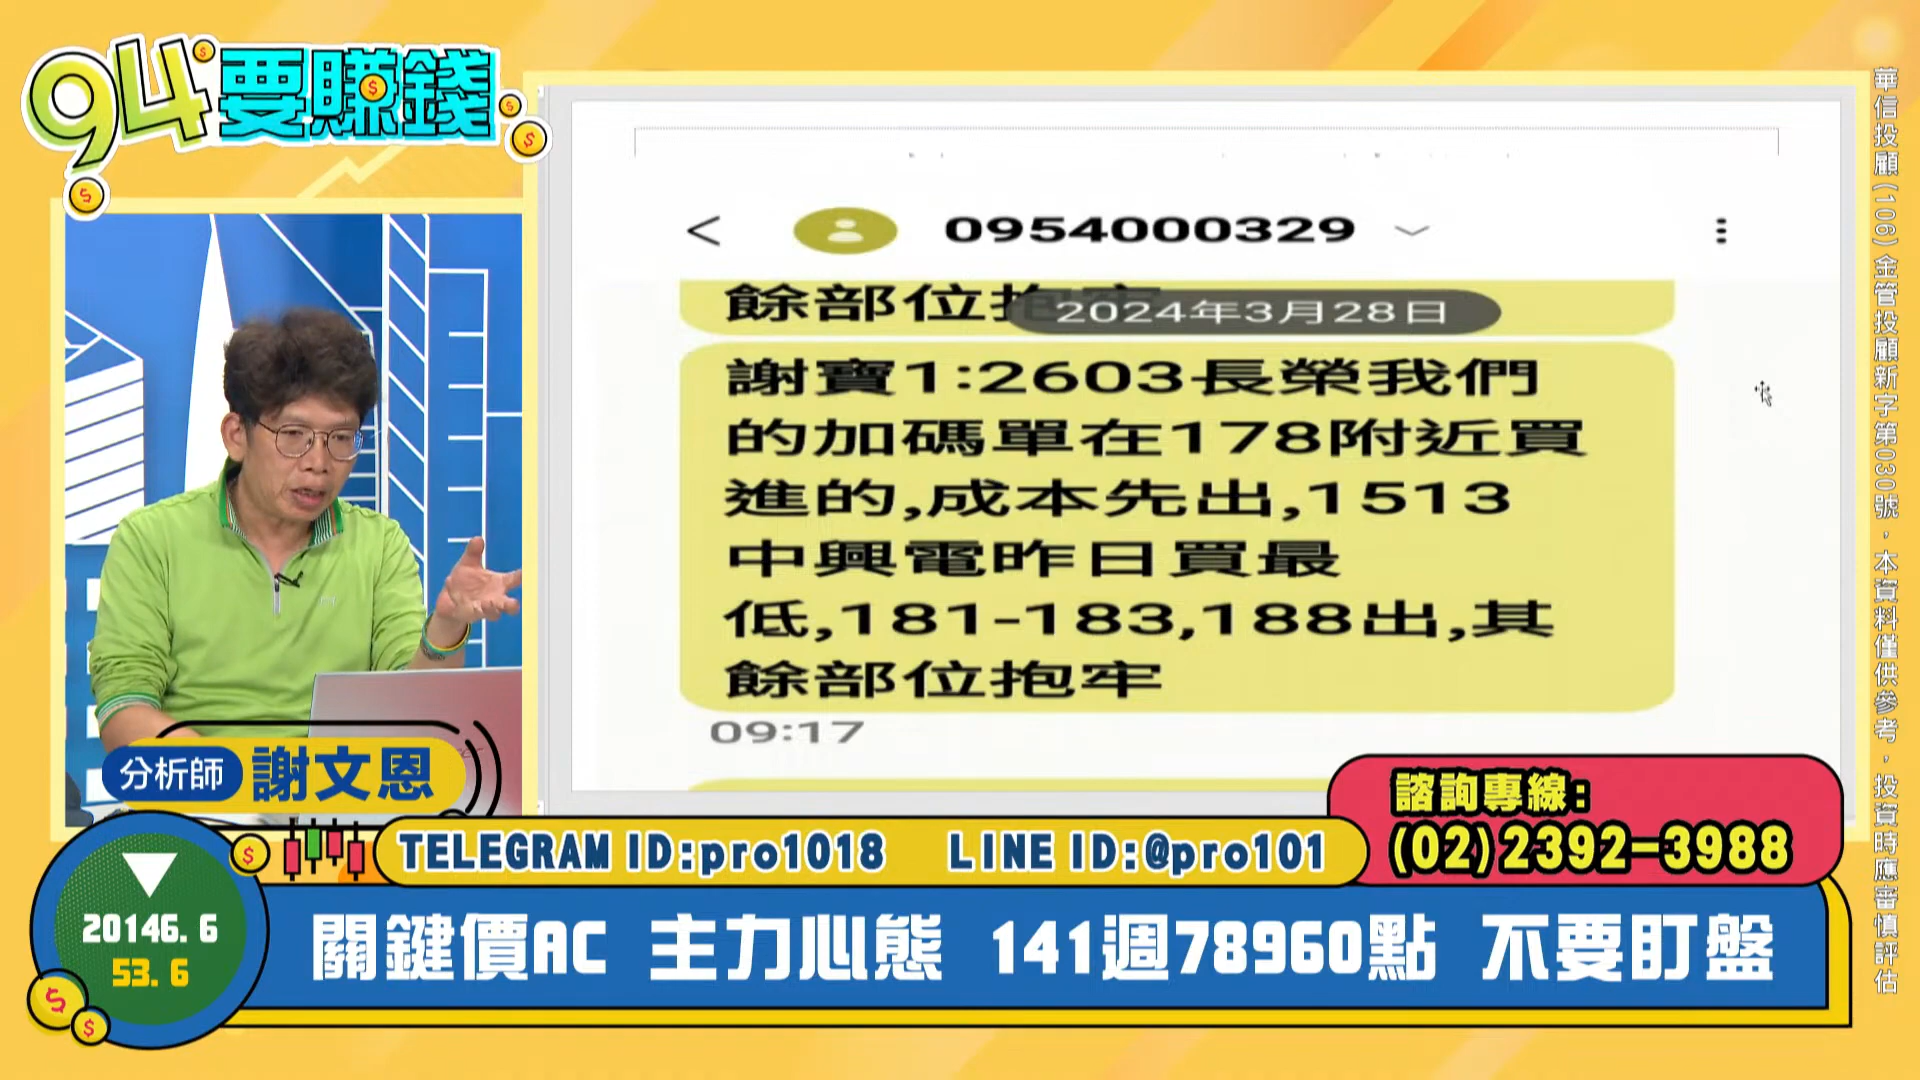 94要賺錢
0954000329
餘部位抱牢
2024年3月28日
謝寶1:2603長榮我們
的加碼單在178附近買
進的,成本先出,1513
中興電昨日買最
低,181-183,188出,其
餘部位抱牢
09:17
分析師 謝文恩
諮詢專線:
(02)2392-3988
TELEGRAM ID:pro1018 LINE ID:@pro101
20146.6
53.6
關鍵價AC 主力心態 141週78960點 不要盯盤
華信投顧(106)金管投顧新字第030號，本資料僅供參考，投資時應審慎評估